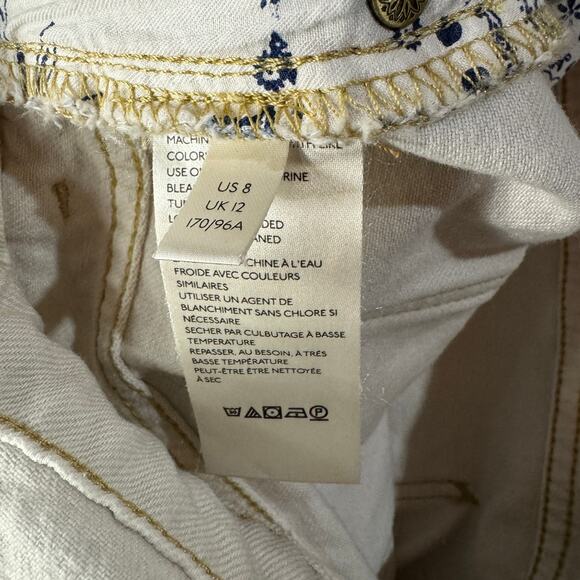 MACHIN
COLOR
USE O RINE
BLEA
TU
L DED
ANED
US 8
UK 12
170/96A
CHINE À L'EAU
FROIDE AVEC COULEURS
SIMILAIRES
UTILISER UN AGENT DE
BLANCHIMENT SANS CHLORE SI
NÉCESSAIRE
SECHER PAR CULBUTAGE À BASSE
TEMPERATURE
REPASSER, AU BESOIN, À TRÉS
BASSE TEMPÉRATURE
PEUT-ÊTRE ÊTRE NETTOYÉE
À SEC
P